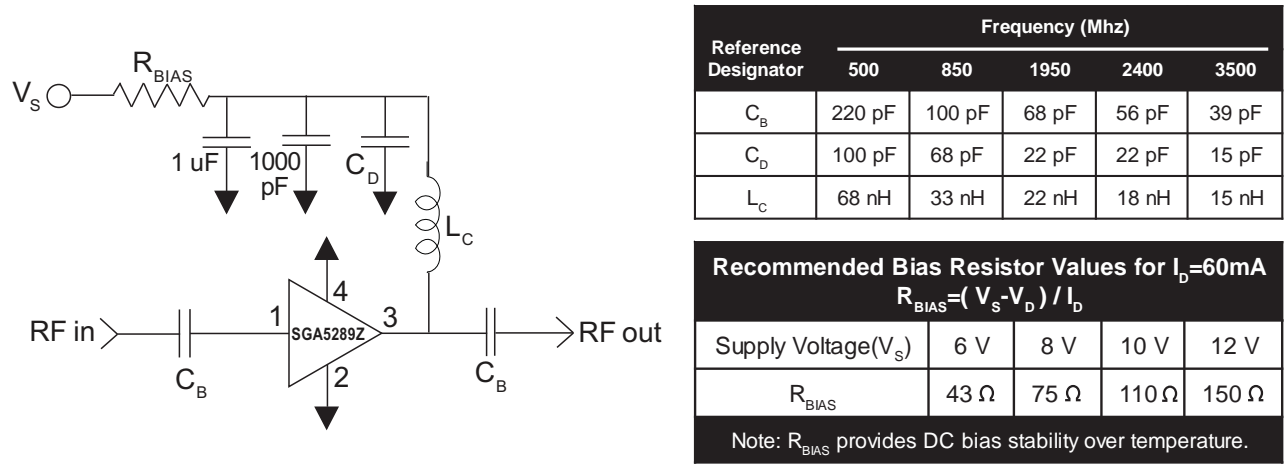 R_BIAS
V_S
1 uF
1000
pF
C_D
L_C
4
RF in
1
SGA5289Z
3
RF out
C_B
2
C_B
Reference
Designator
Frequency (Mhz)
500 850 1950 2400 3500
C_B 220 pF 100 pF 68 pF 56 pF 39 pF
C_D 100 pF 68 pF 22 pF 22 pF 15 pF
L_C 68 nH 33 nH 22 nH 18 nH 15 nH
Recommended Bias Resistor Values for I_D=60mA
R_BIAS=( V_S-V_D ) / I_D
Supply Voltage(V_S) 6 V 8 V 10 V 12 V
R_BIAS 43 Ω 75 Ω 110 Ω 150 Ω
Note: R_BIAS provides DC bias stability over temperature.